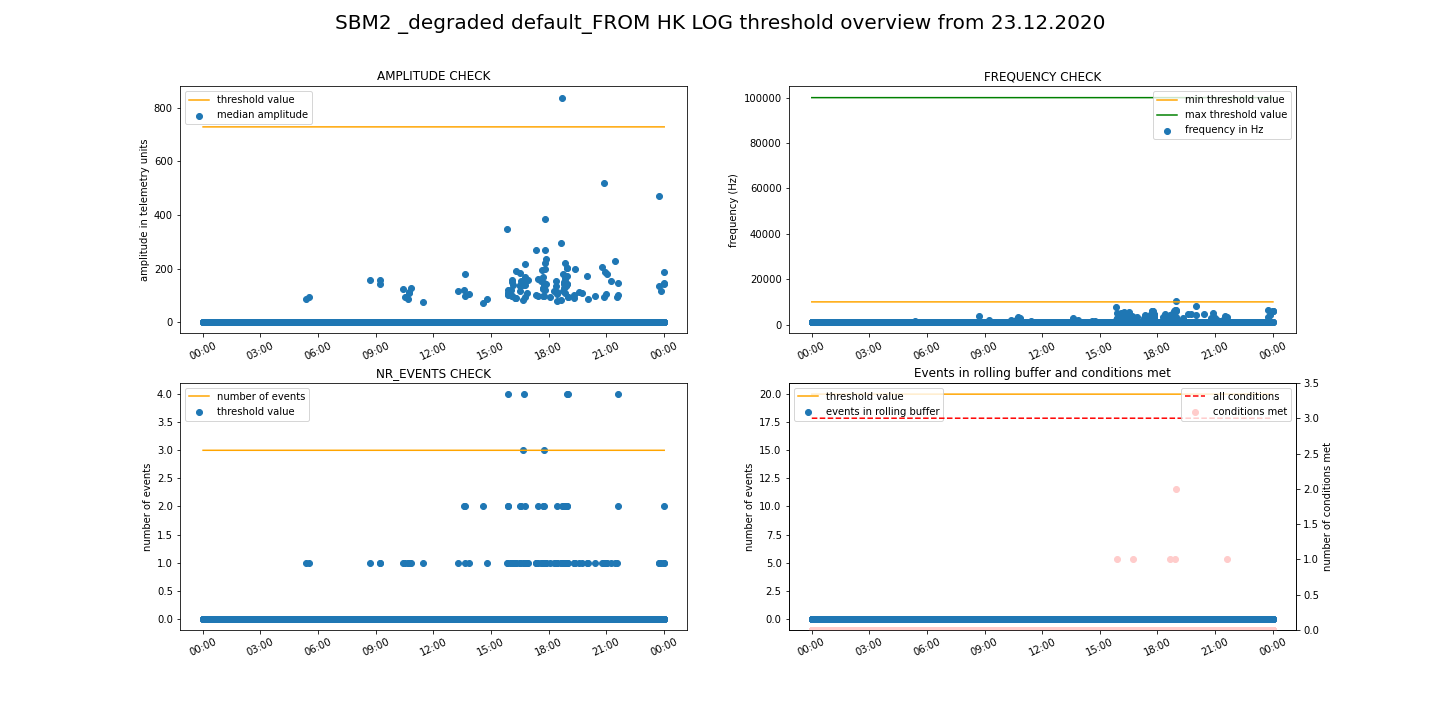 SBM2 _degraded default_FROM HK LOG threshold overview from 23.12.2020
AMPLITUDE CHECK
threshold value
median amplitude
amplitude in telemetry units
800
600
400
200
0
00:00 03:00 06:00 09:00 12:00 15:00 18:00 21:00 00:00
FREQUENCY CHECK
min threshold value
max threshold value
frequency in Hz
frequency (Hz)
100000
80000
60000
40000
20000
0
00:00 03:00 06:00 09:00 12:00 15:00 18:00 21:00 00:00
NR_EVENTS CHECK
number of events
threshold value
number of events
4.0
3.5
3.0
2.5
2.0
1.5
1.0
0.5
0.0
00:00 03:00 06:00 09:00 12:00 15:00 18:00 21:00 00:00
Events in rolling buffer and conditions met
threshold value
events in rolling buffer
all conditions
conditions met
number of events
20.0
17.5
15.0
12.5
10.0
7.5
5.0
2.5
0.0
3.5
3.0
2.5
2.0
1.5
1.0
0.5
0.0
number of conditions met
00:00 03:00 06:00 09:00 12:00 15:00 18:00 21:00 00:00